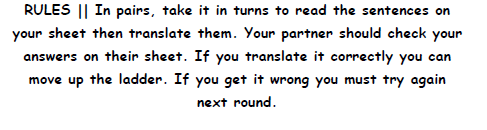 RULES || In pairs, take it in turns to read the sentences on
your sheet then translate them. Your partner should check your
answers on their sheet. If you translate it correctly you can
move up the ladder. If you get it wrong you must try again
next round.